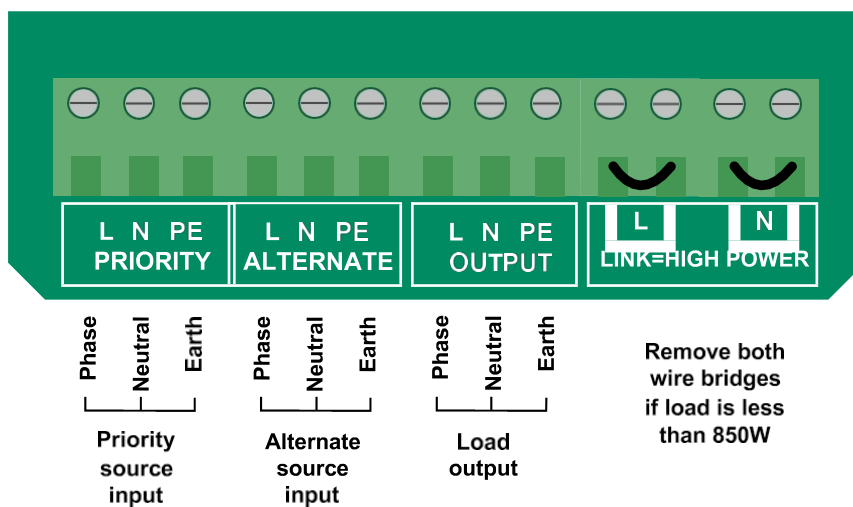 L N PE
PRIORITY
L N PE
ALTERNATE
L N PE
OUTPUT
L
N
LINK=HIGH POWER
Phase
Neutral
Earth
Priority
source
input
Phase
Neutral
Earth
Alternate
source
input
Phase
Neutral
Earth
Load
output
Remove both
wire bridges
if load is less
than 850W